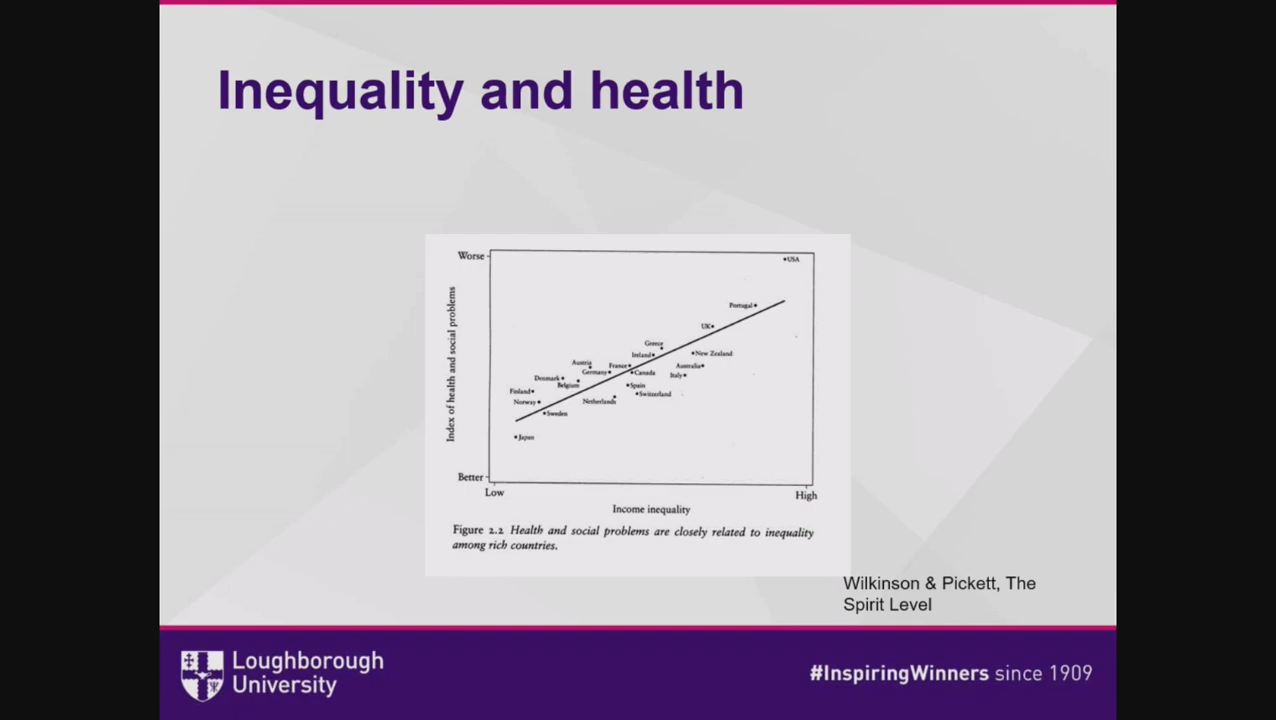 Inequality and health
Worse
USA
Portugal
UK
Greece
Ireland
New Zealand
Austria
France
Australia
Germany
Canada
Italy
Denmark
Belgium
Spain
Finland
Switzerland
Norway
Netherlands
Sweden
Japan
Index of health and social problems
Better
Low
High
Income inequality
Figure 2.2 Health and social problems are closely related to inequality
among rich countries.
Wilkinson & Pickett, The
Spirit Level
Loughborough
University
#InspiringWinners since 1909